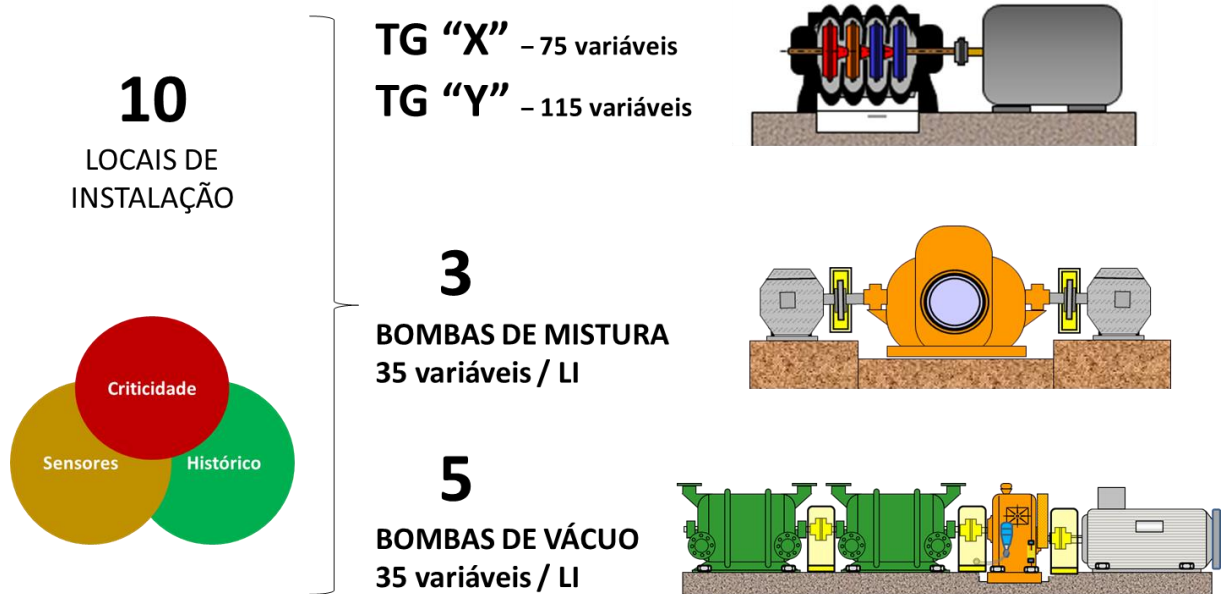 10
LOCAIS DE
INSTALAÇÃO
Criticidade
Sensores
Histórico
TG “X” – 75 variáveis
TG “Y” – 115 variáveis
3
BOMBAS DE MISTURA
35 variáveis / LI
5
BOMBAS DE VÁCUO
35 variáveis / LI